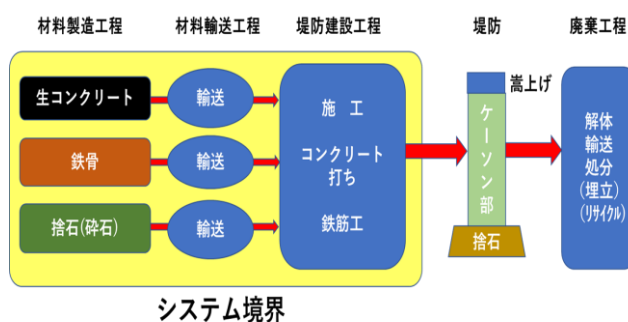 材料製造工程
材料輸送工程
堤防建設工程
堤防
廃棄工程
生コンクリート
輸送
鉄骨
輸送
捨石(砕石)
輸送
施 工
コンクリート
打ち
鉄筋工
嵩上げ
ケーソン部
捨石
解体
輸送
処分
(埋立)
(リサイクル)
システム境界